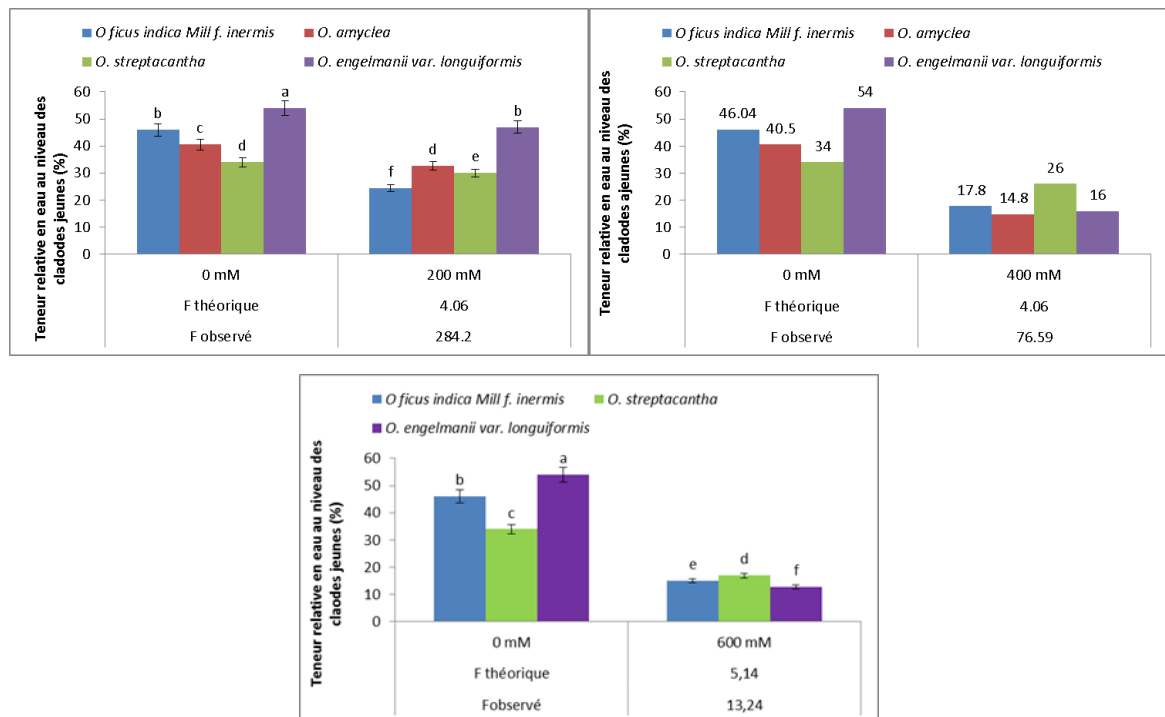 O ficus indica Mill f. inermis
O. amyclea
O. streptacantha
O. engelmanii var. longuiformis
Teneur relative en eau au niveau des
cladodes jeunes (%)
60
50
40
30
20
10
0
b
c
d
a
f
d
e
b
0 mM
200 mM
F théorique
4.06
F observé
284.2
O ficus indica Mill f. inermis
O. amyclea
O. streptacantha
O. engelmanii var. longuiformis
Teneur relative en eau au niveau des
cladodes ajeunes (%)
60
50
40
30
20
10
0
46.04
40.5
34
54
17.8
14.8
26
16
0 mM
400 mM
F théorique
4.06
F observé
76.59
O ficus indica Mill f. inermis
O. streptacantha
O. engelmanii var. longuiformis
Teneur relative en eau au niveau des
claodes jeunes (%)
60
50
40
30
20
10
0
b
c
a
e
d
f
0 mM
600 mM
F théorique
5,14
Fobservé
13,24